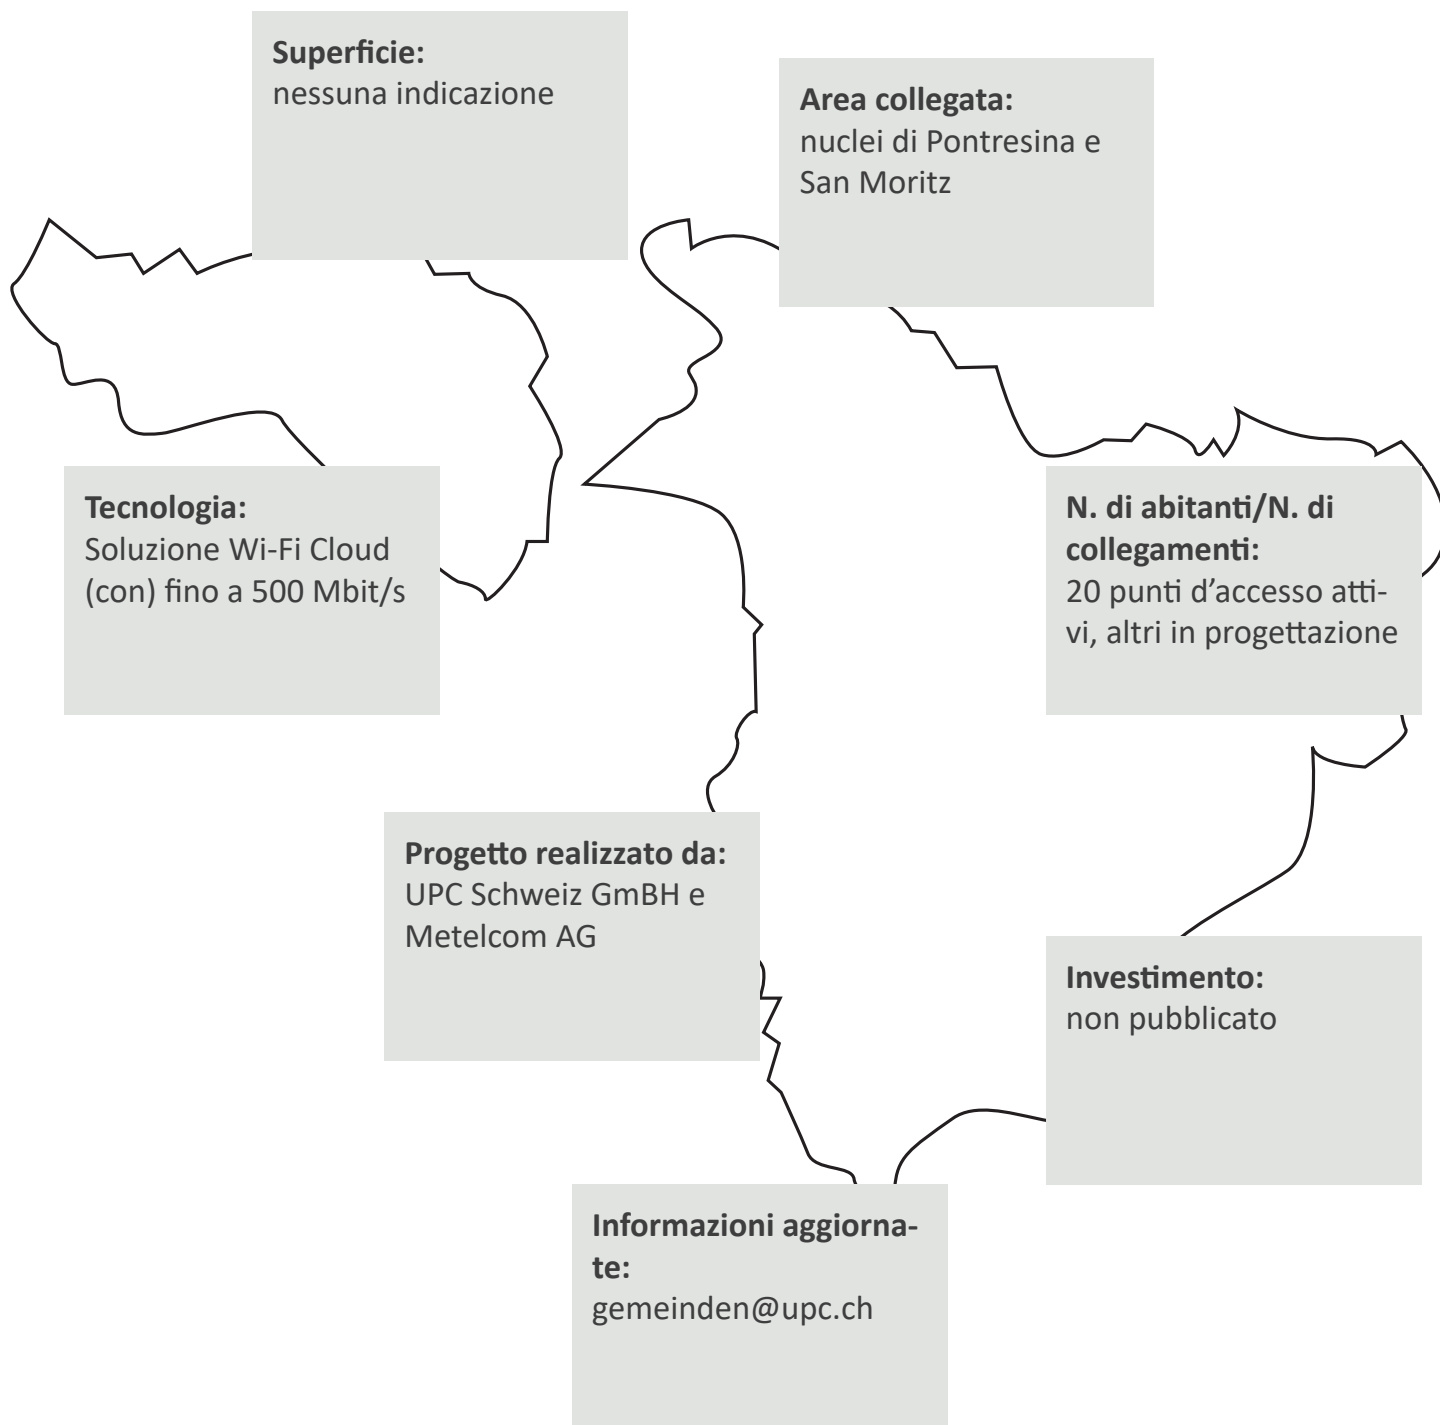 Superficie:
nessuna indicazione
Area collegata:
nuclei di Pontresina e
San Moritz
Tecnologia:
Soluzione Wi-Fi Cloud
(con) fino a 500 Mbit/s
N. di abitanti/N. di
collegamenti:
20 punti d’accesso atti-
vi, altri in progettazione
Progetto realizzato da:
UPC Schweiz GmBH e
Metelcom AG
Investimento:
non pubblicato
Informazioni aggiorna-
te:
gemeinden@upc.ch